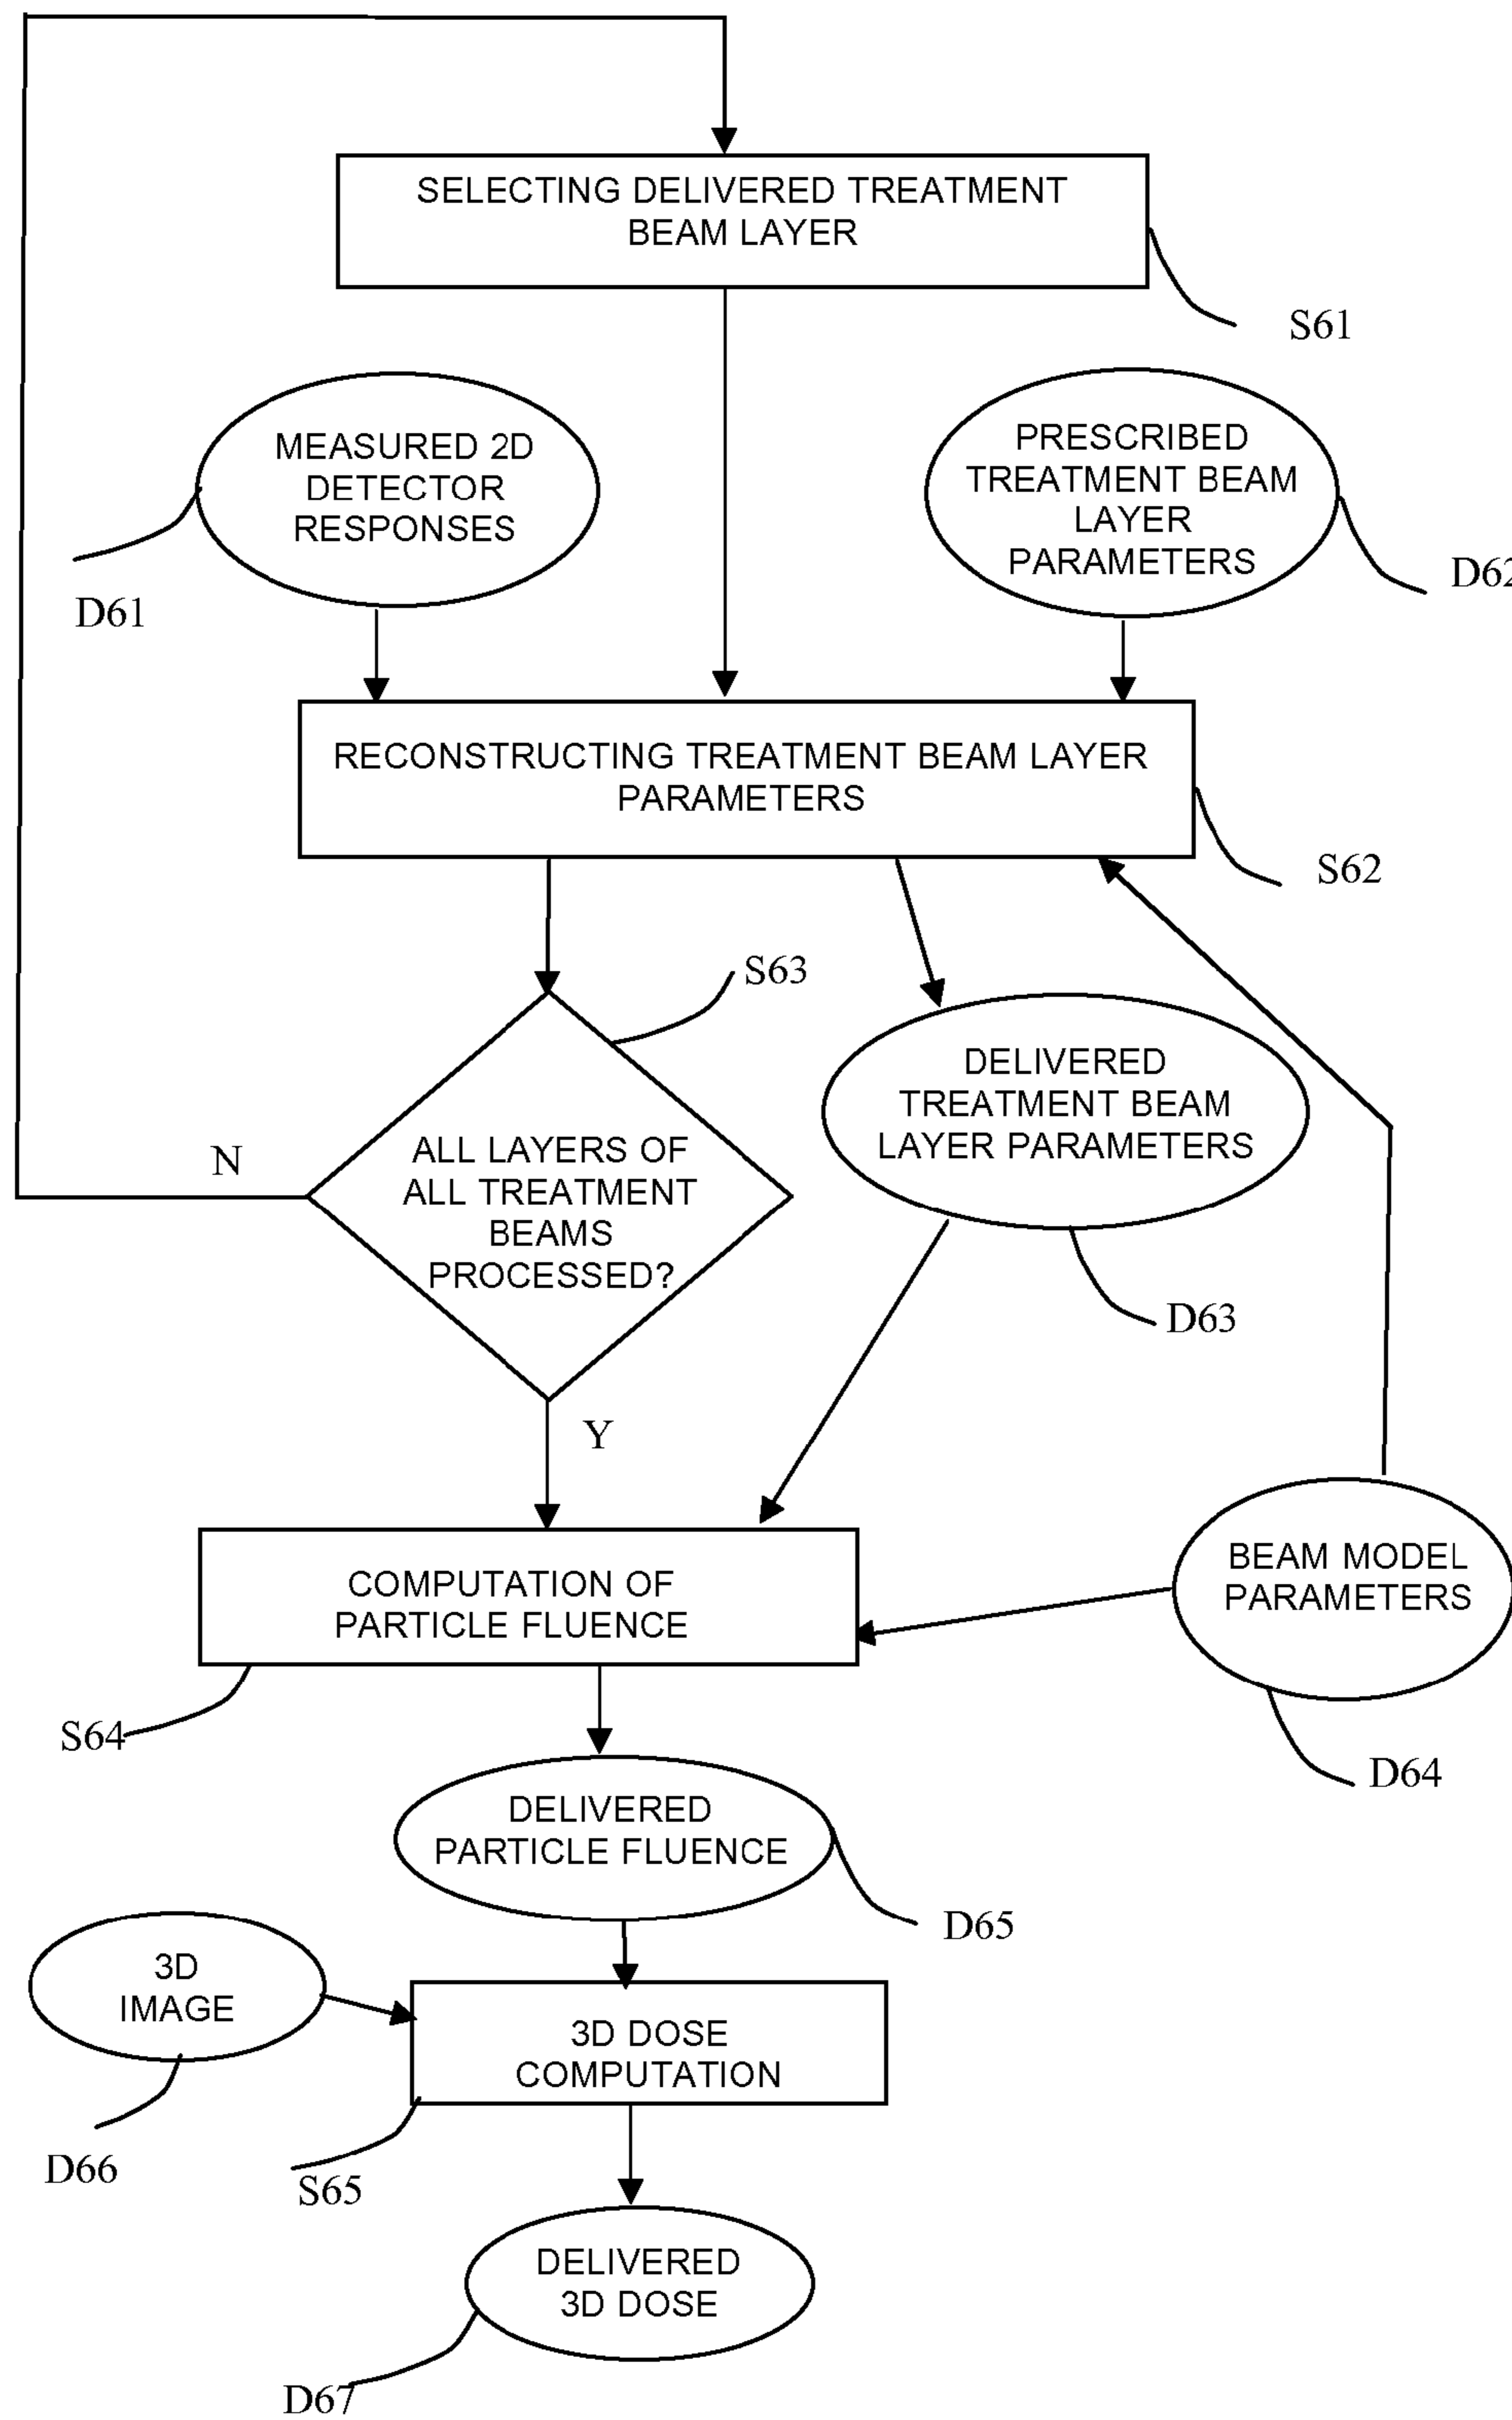 SELECTING DELIVERED TREATMENT
BEAM LAYER
S61
MEASURED 2D
DETECTOR
RESPONSES
D61
PRESCRIBED
TREATMENT BEAM
LAYER
PARAMETERS
D62
RECONSTRUCTING TREATMENT BEAM LAYER
PARAMETERS
S62
S63
ALL LAYERS OF
ALL TREATMENT
BEAMS
PROCESSED?
N
Y
DELIVERED
TREATMENT BEAM
LAYER PARAMETERS
D63
COMPUTATION OF
PARTICLE FLUENCE
S64
BEAM MODEL
PARAMETERS
D64
DELIVERED
PARTICLE FLUENCE
D65
3D
IMAGE
D66
3D DOSE
COMPUTATION
S65
DELIVERED
3D DOSE
D67